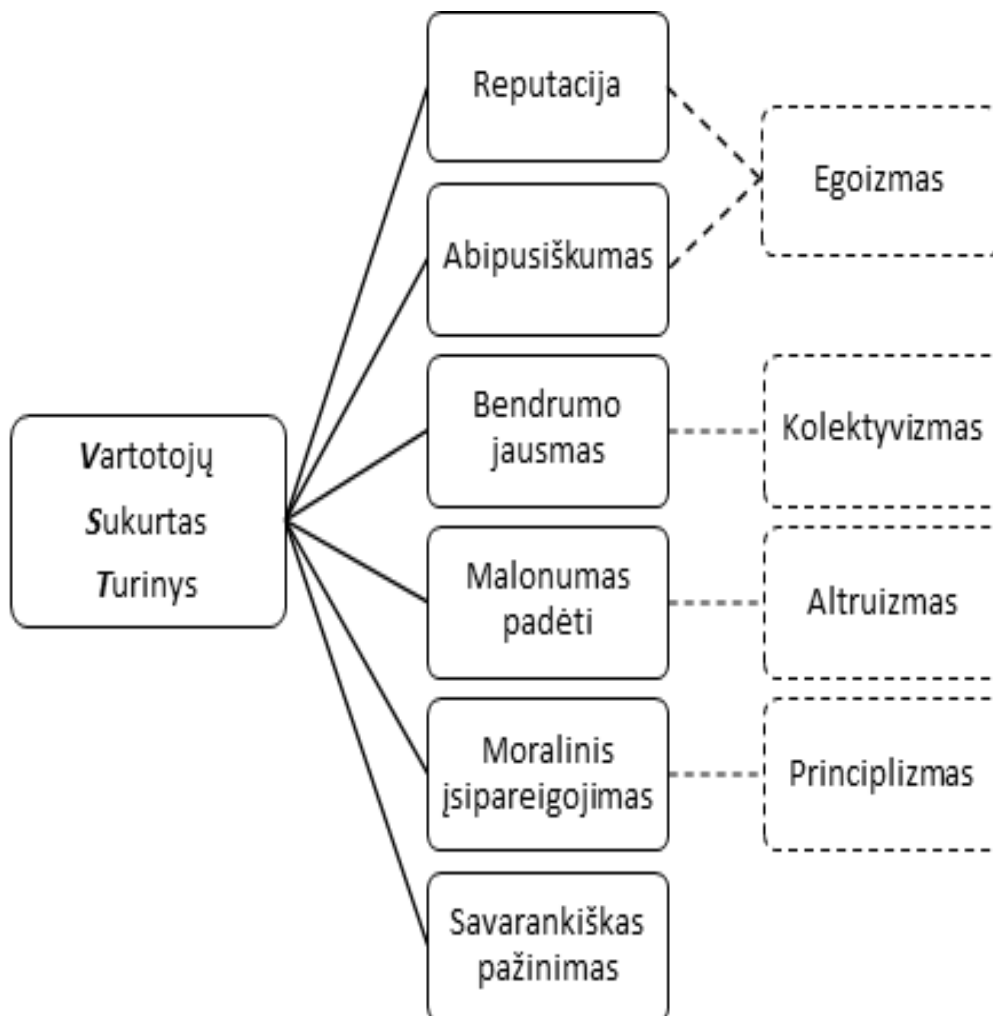 Reputacija
Egoizmas
Abipusiškumas
Bendrumo
jausmas
Kolektyvizmas
Vartotojų
Sukurtas
Turinys
Malonumas
padėti
Altruizmas
Moralinis
įsipareigojimas
Principlizmas
Savarankiškas
pažinimas